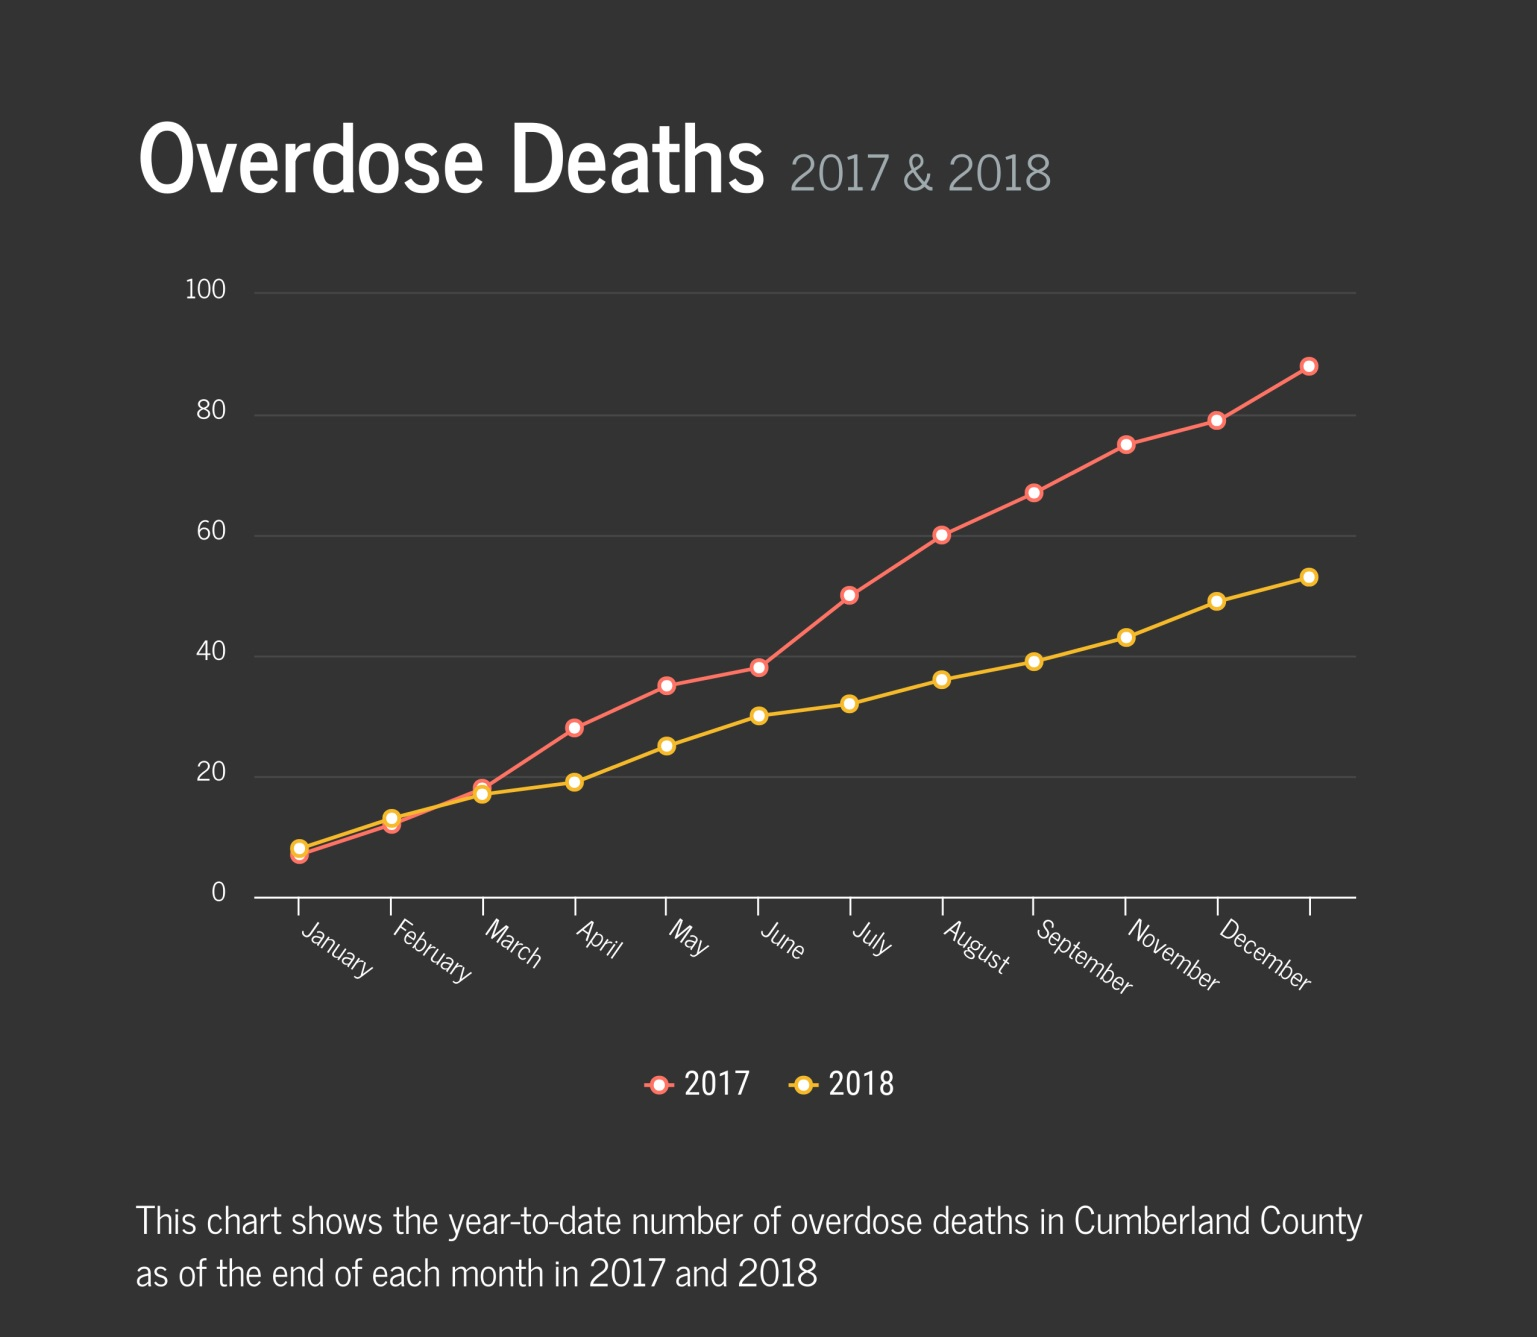 Overdose Deaths 2017 & 2018
100
80
60
40
20
0
January
February
March
April
May
June
July
August
September
November
December
2017
2018
This chart shows the year-to-date number of overdose deaths in Cumberland County
as of the end of each month in 2017 and 2018